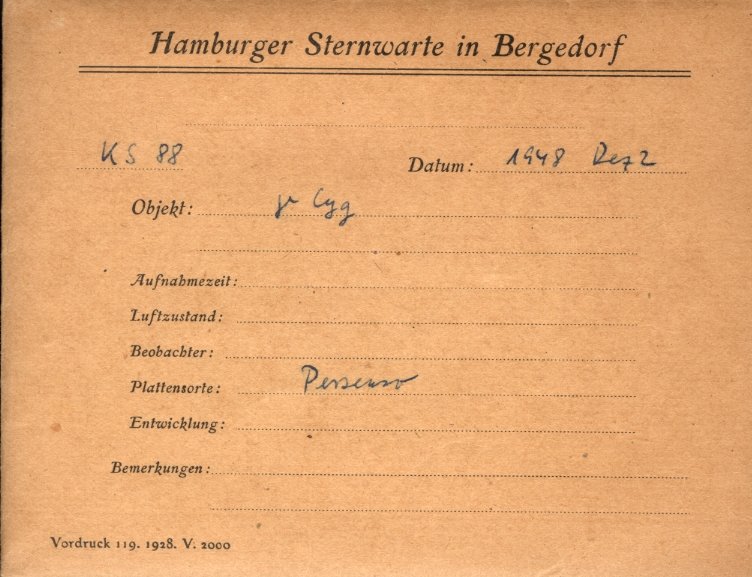 Hamburger Sternwarte in Bergedorf
KS 88 Datum: 1948 Dez 2
Objekt: γ Cyg
Aufnahmezeit:
Luftzustand:
Beobachter:
Plattensorte: Persenso
Entwicklung:
Bemerkungen:
Vordruck 119. 1928. V. 2000